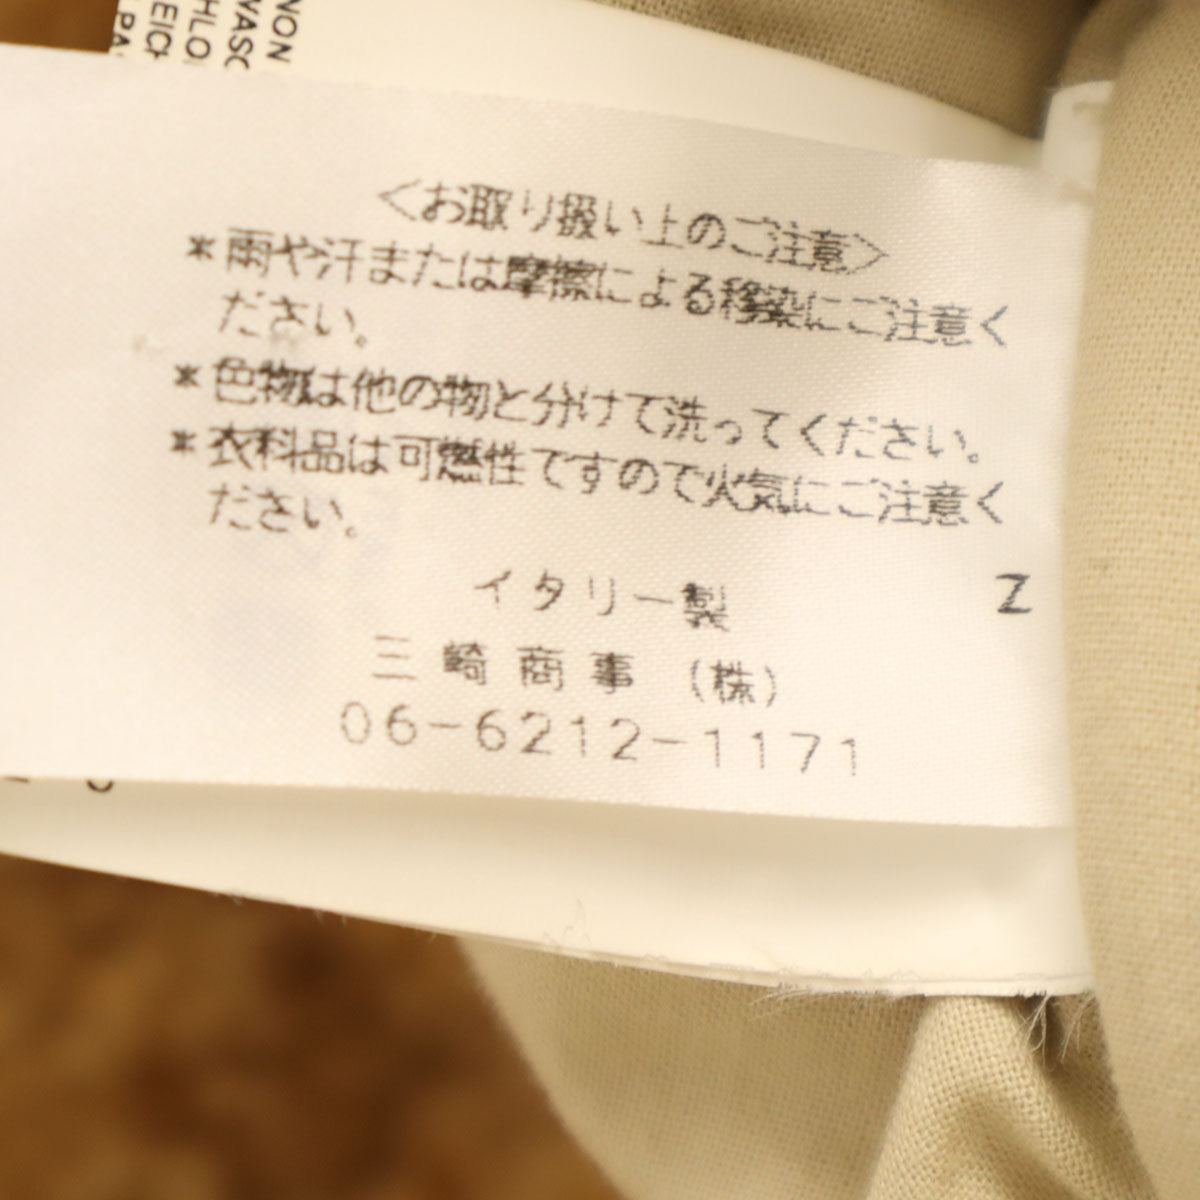 <お取り扱い上のご注意>
*雨や汗または摩擦による移染にご注意く
ださい。
*色物は他の物と分けて洗ってください。
*衣料品は可燃性ですので火気にご注意く
ださい。
イタリー製
三崎商事(株)
06-6212-1171
Z
NON